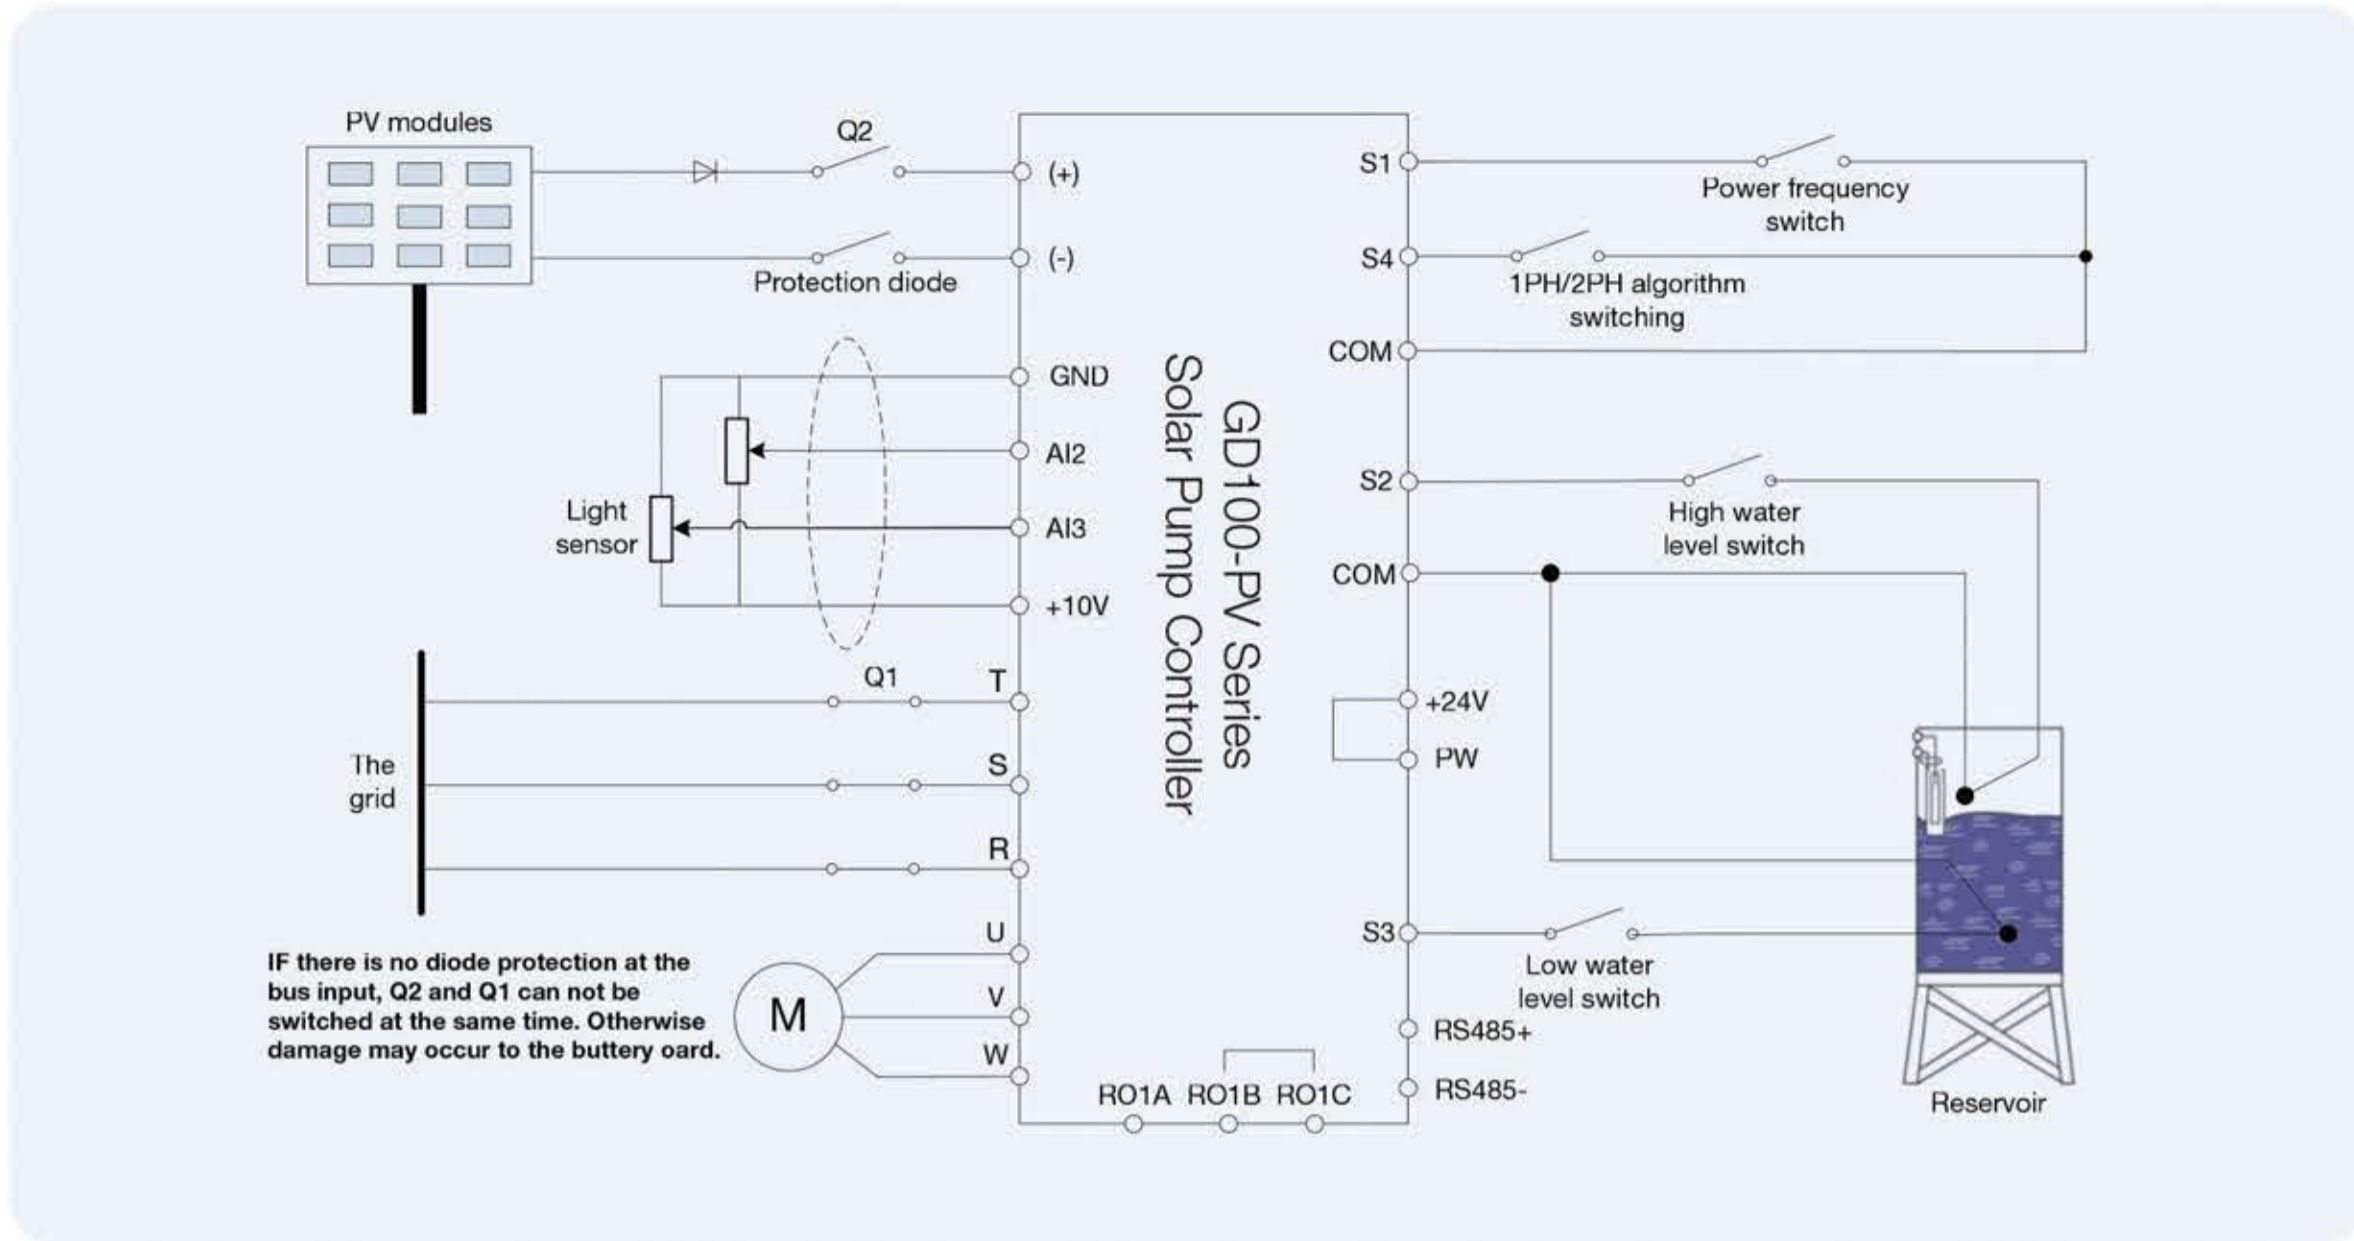 PV modules
Q2
(+)
(-)
Protection diode
GND
AI2
AI3
+10V
Light
sensor
Q1
T
S
R
The
grid
U
V
W
M
IF there is no diode protection at the
bus input, Q2 and Q1 can not be
switched at the same time. Otherwise
damage may occur to the buttery oard.
GD100-PV Series
Solar Pump Controller
RO1A RO1B RO1C
S1
Power frequency
switch
S4
1PH/2PH algorithm
switching
COM
S2
High water
level switch
COM
+24V
PW
S3
Low water
level switch
RS485+
RS485-
Reservoir